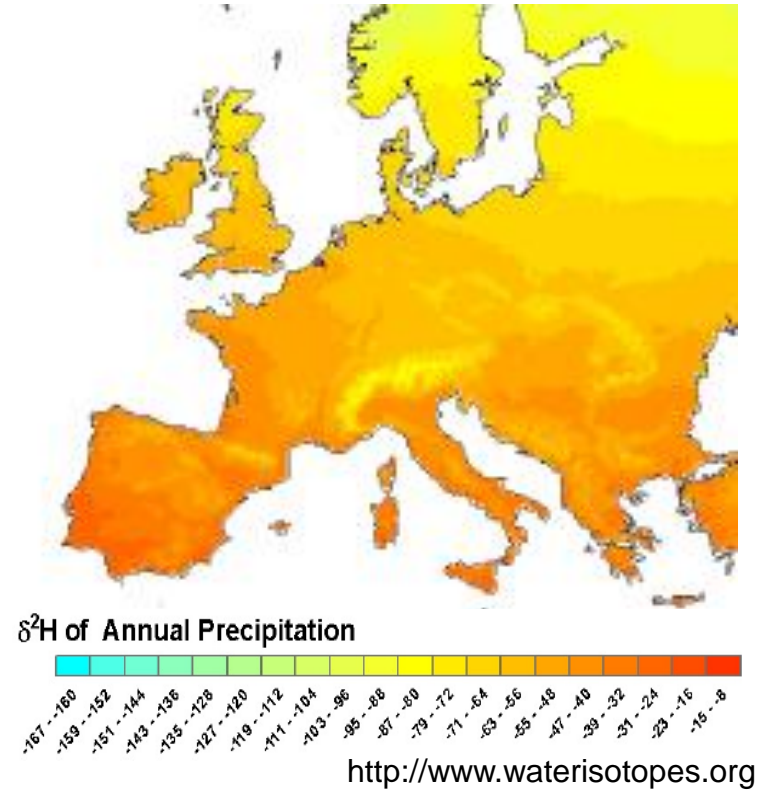 δ²H of Annual Precipitation
-167 - -160
-159 - -152
-151 - -144
-143 - -136
-135 - -128
-127 - -120
-119 - -112
-111 - -104
-103 - -96
-95 - -88
-87 - -80
-79 - -72
-71 - -64
-63 - -56
-55 - -48
-47 - -40
-39 - -32
-31 - -24
-23 - -16
-15 - -8
http://www.waterisotopes.org